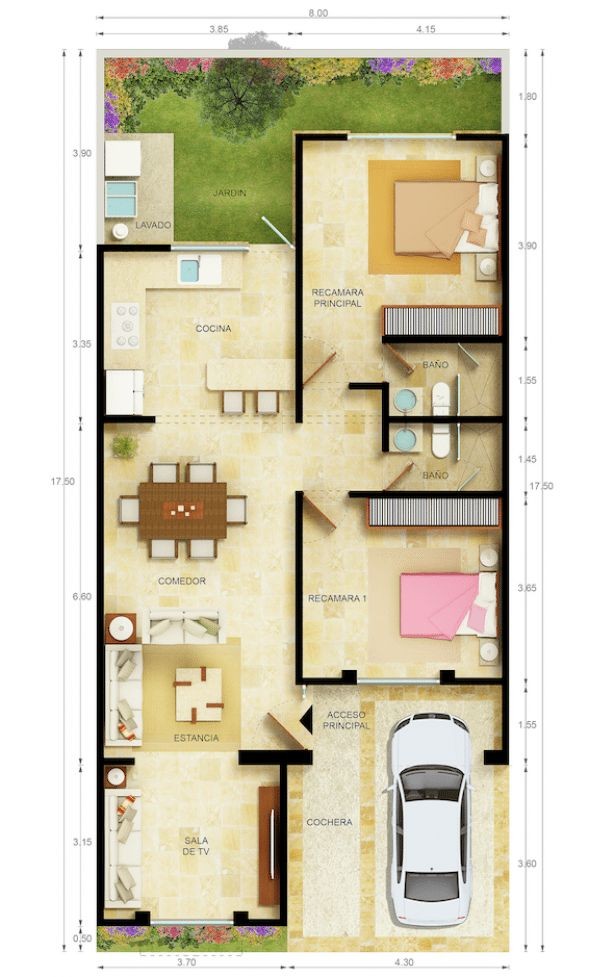 8.00
3.85
4.15
1.80
3.90
JARDIN
LAVADO
3.90
RECAMARA
PRINCIPAL
COCINA
3.35
BAÑO
1.55
1.45
BAÑO
17.50
17.50
COMEDOR
6.60
RECAMARA 1
3.65
ACCESO
PRINCIPAL
1.55
ESTANCIA
COCHERA
SALA
DE TV
3.15
3.60
0.50
3.70
4.30